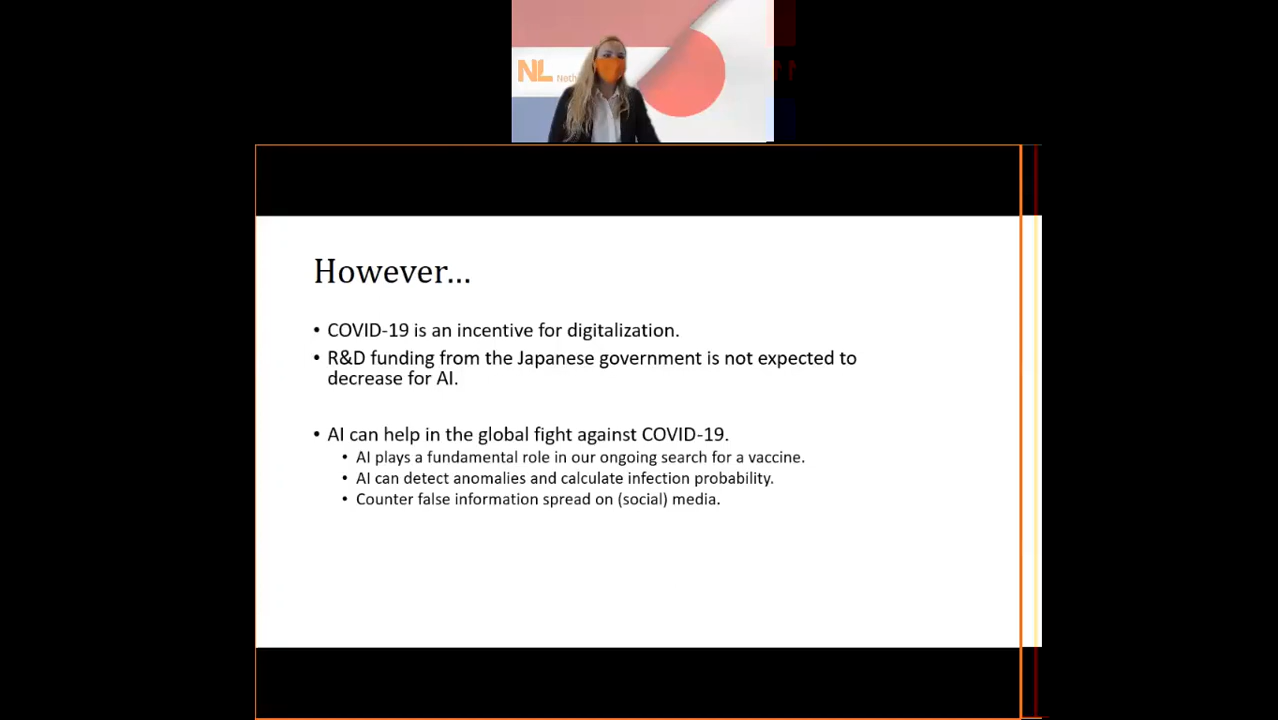 NL Neth
However...
• COVID-19 is an incentive for digitalization.
• R&D funding from the Japanese government is not expected to
decrease for AI.
• AI can help in the global fight against COVID-19.
• AI plays a fundamental role in our ongoing search for a vaccine.
• AI can detect anomalies and calculate infection probability.
• Counter false information spread on (social) media.